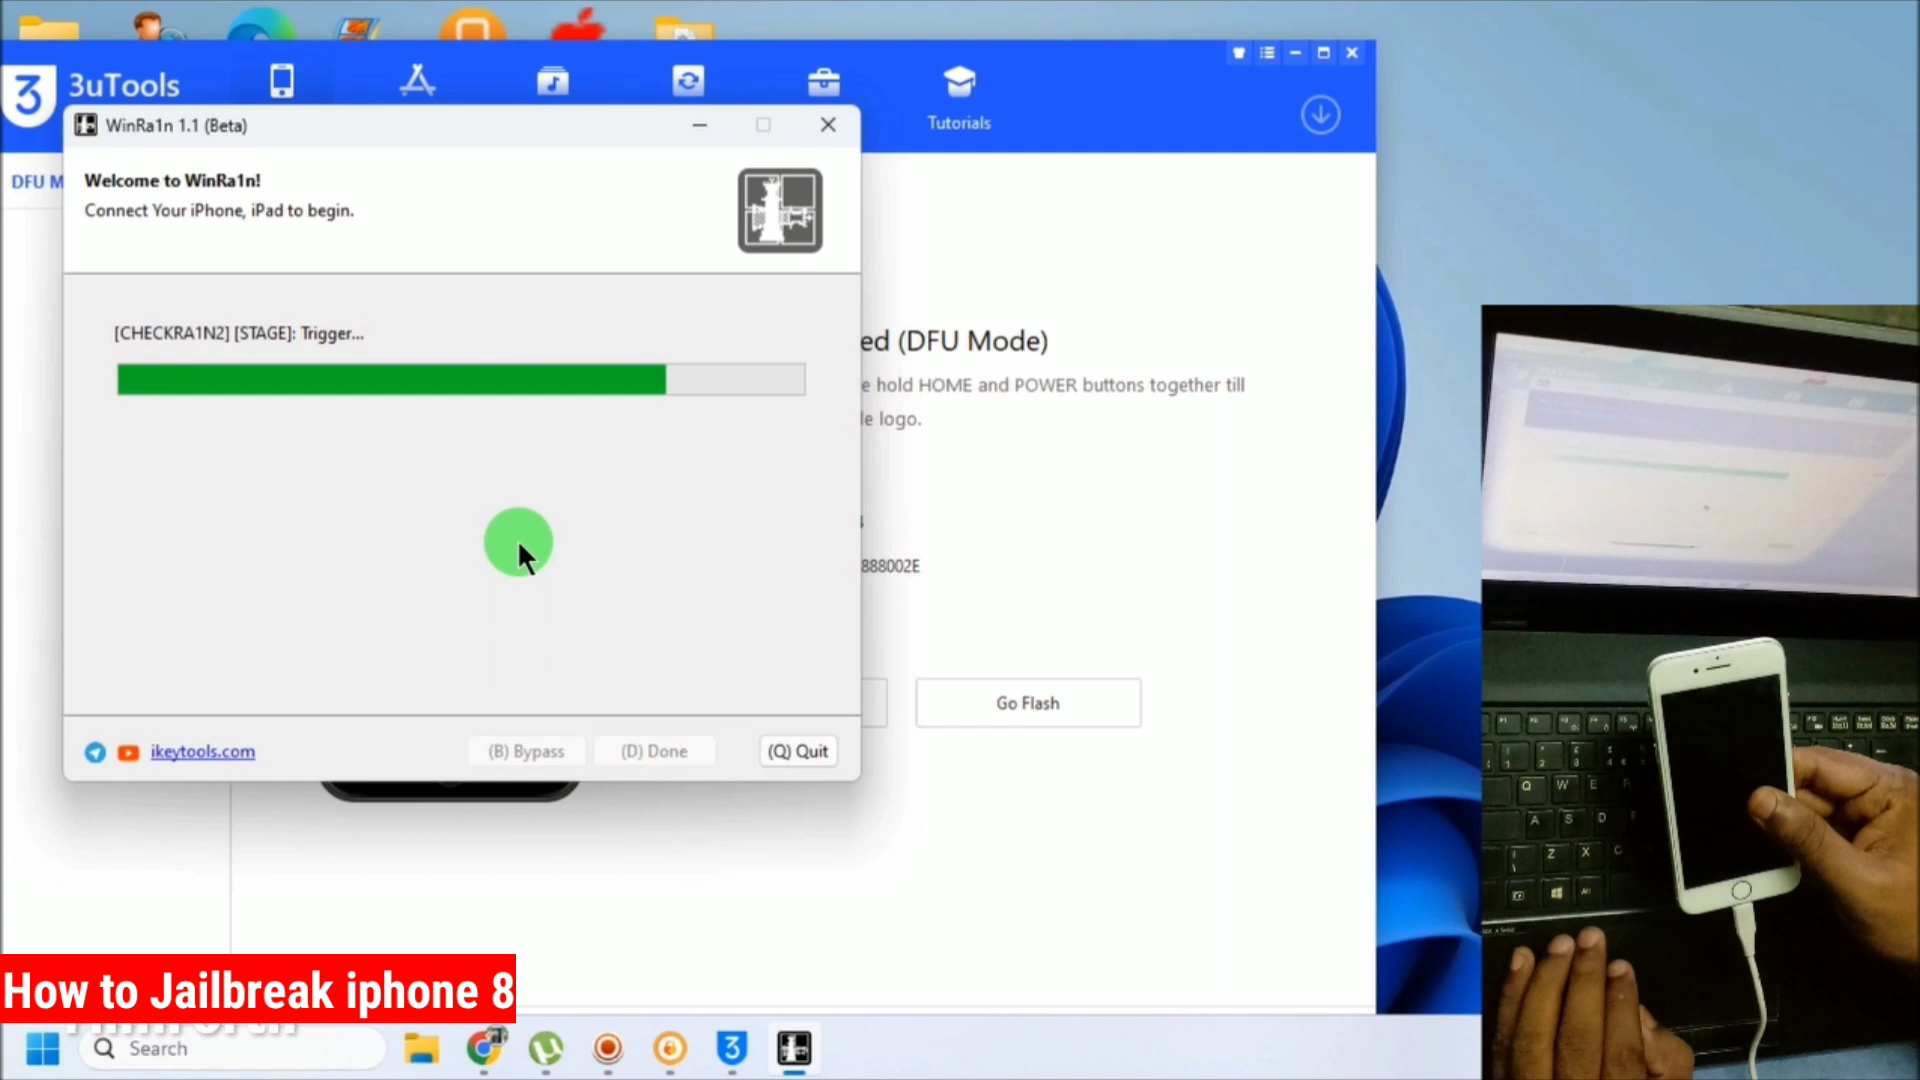 3uTools
Tutorials
WinRa1n 1.1 (Beta)
DFU M
Welcome to WinRa1n!
Connect Your iPhone, iPad to begin.
[CHECKRA1N2] [STAGE]: Trigger...
ed (DFU Mode)
e hold HOME and POWER buttons together till
le logo.
888002E
Go Flash
ikeytools.com
(B) Bypass
(D) Done
(Q) Quit
How to Jailbreak iphone 8
Search
3
Q W E
A S D
Z X